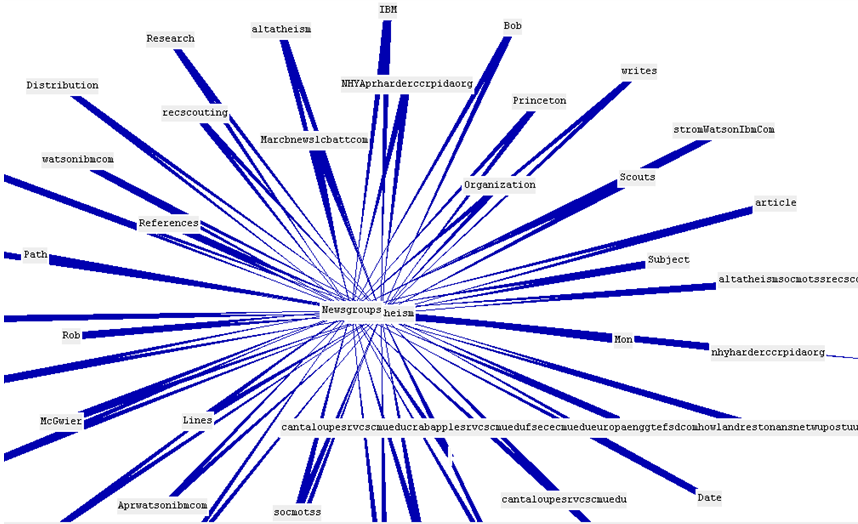 IBM
Bob
altatheism
Research
writes
Distribution
NHYAprharderccrpidaorg
Princeton
recscouting
stromWatsonIbmCom
Marcbnewslcbattcom
watsonibmcom
Scouts
Organization
article
References
Path
Subject
altatheismsocmotssrecsco
Newsgroups
heism
Rob
Mon
nhyharderccrpidaorg
McGwier
Lines
cantaloupesrvcscmueducrabapplesrvcscmuedufsececmuedueuropaenggtefsdcomhowlandrestonansnetwupostuu
Date
cantaloupesrvcscmuedu
Aprwatsonibmcom
socmotss